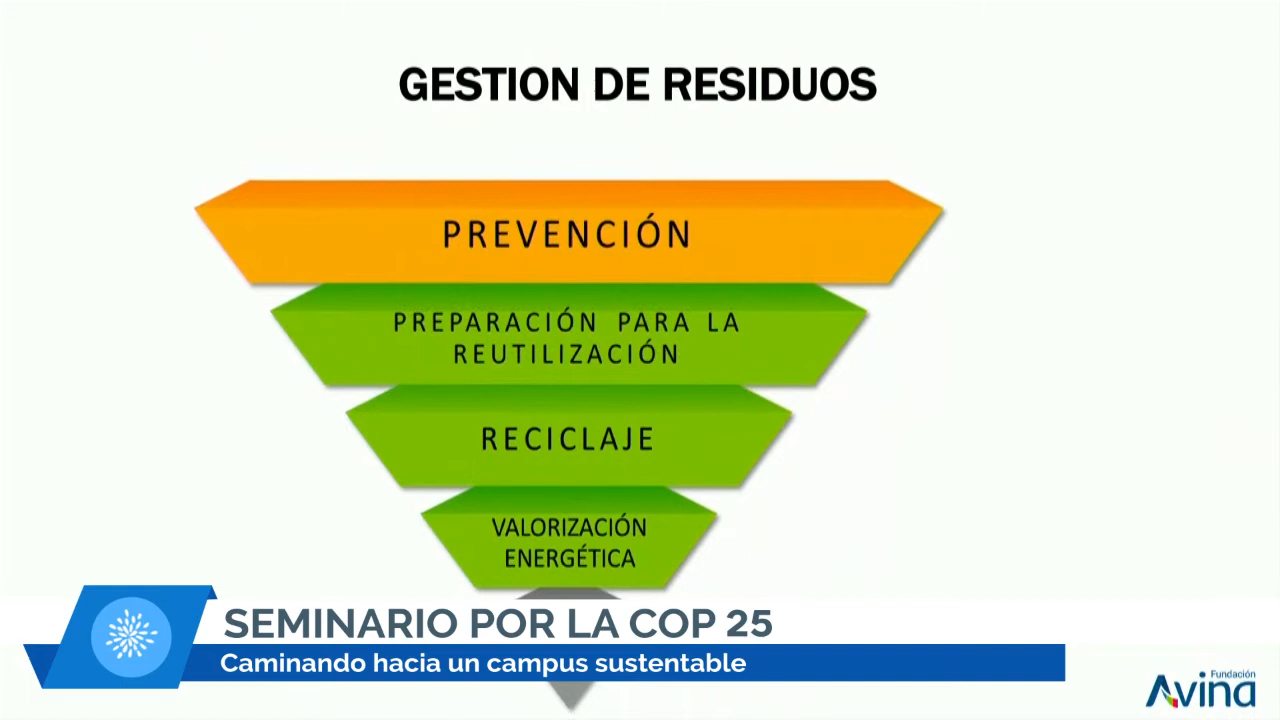 GESTION DE RESIDUOS
PREVENCIÓN
PREPARACIÓN PARA LA
REUTILIZACIÓN
RECICLAJE
VALORIZACIÓN
ENERGÉTICA
SEMINARIO POR LA COP 25
Caminando hacia un campus sustentable
Fundación
Avina